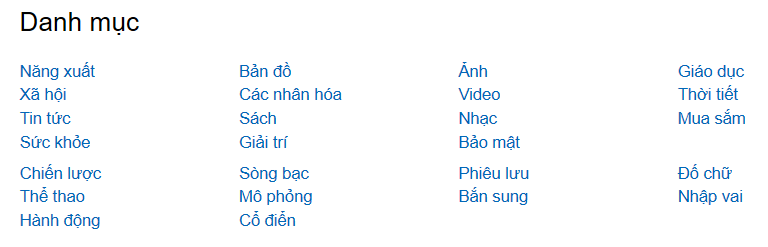 Danh mục
Năng xuất Bản đồ Ảnh Giáo dục
Xã hội Các nhân hóa Video Thời tiết
Tin tức Sách Nhạc Mua sắm
Sức khỏe Giải trí Bảo mật
Chiến lược Sòng bạc Phiêu lưu Đố chữ
Thể thao Mô phỏng Bắn sung Nhập vai
Hành động Cổ điển